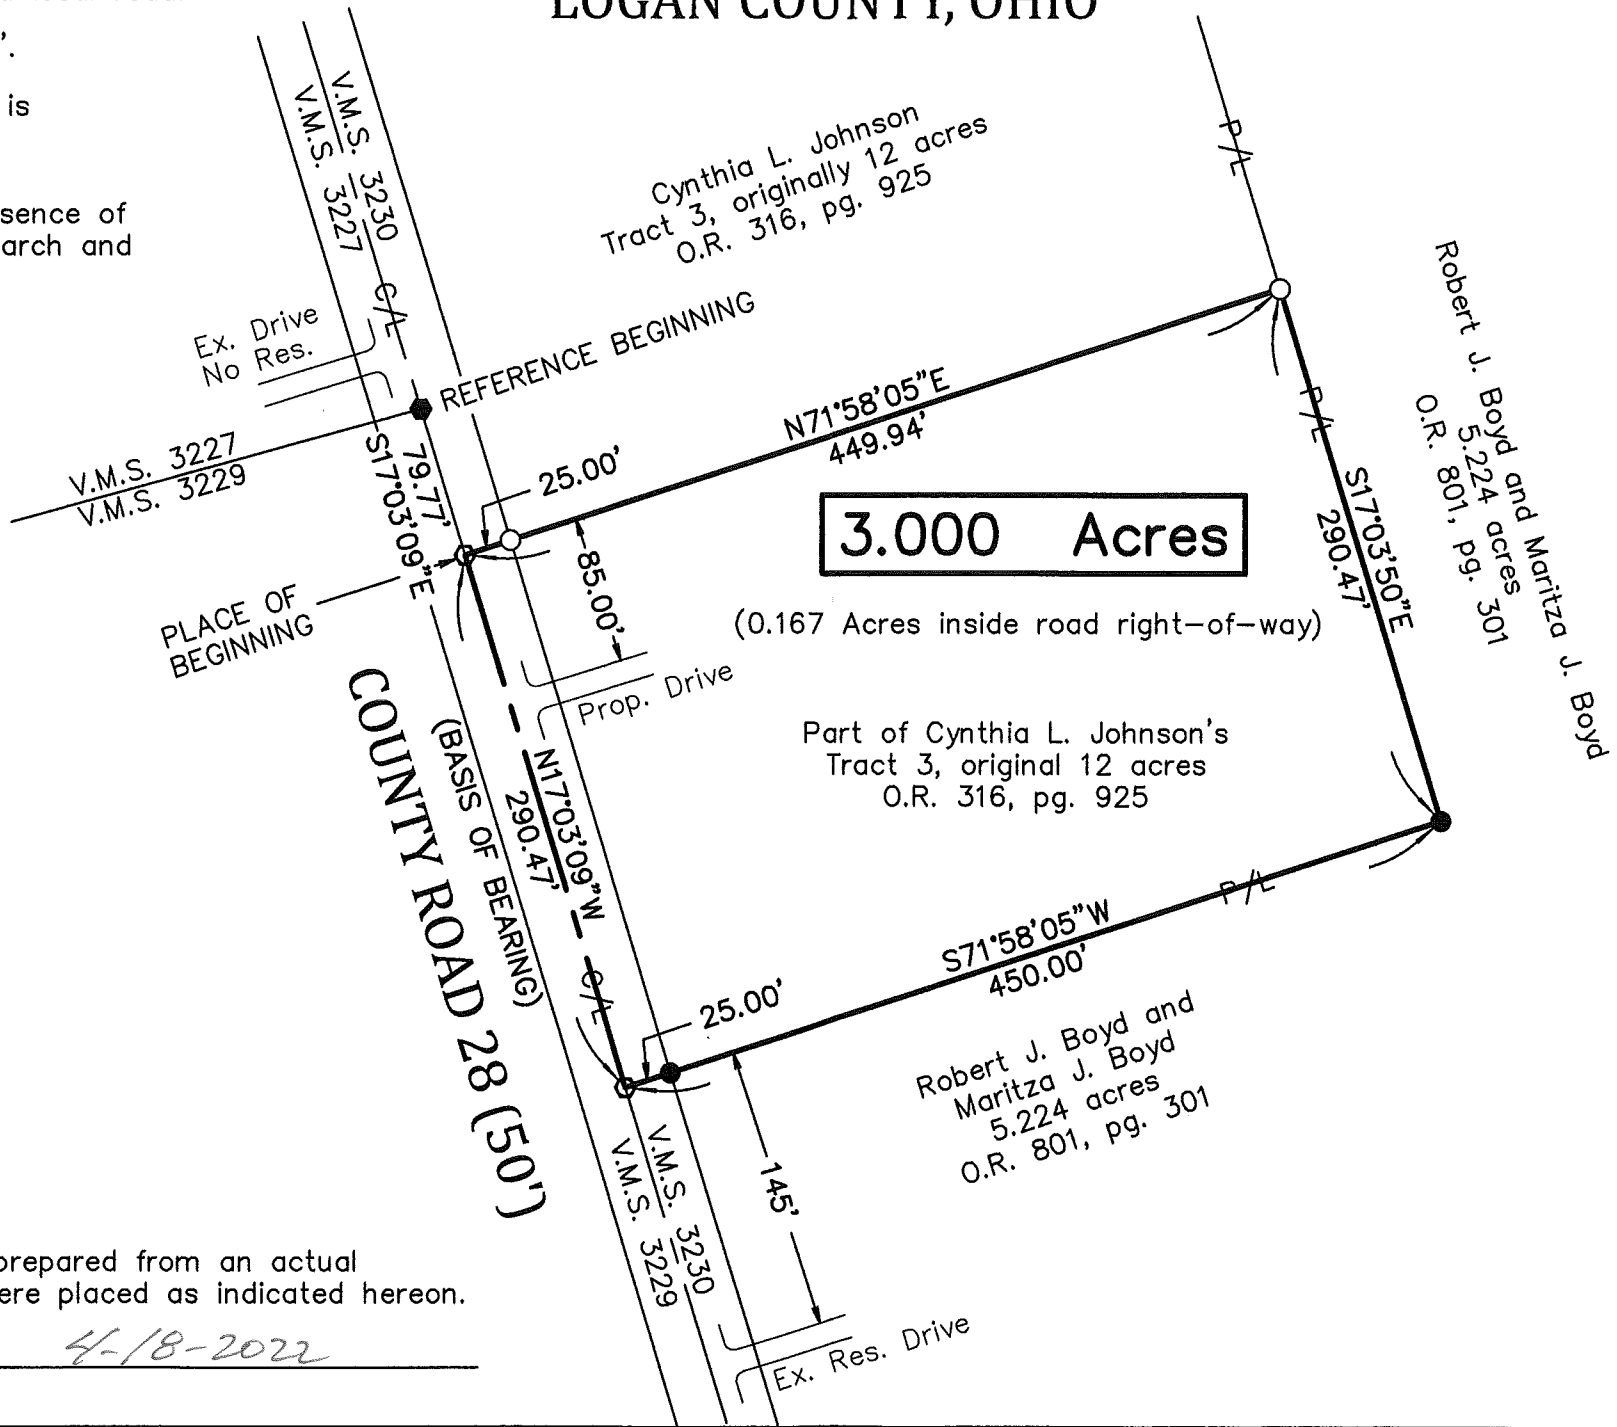 LOGAN COUNTY, OHIO
is
sence of
arch and
V.M.S. 3230
V.M.S. 3227
C/L
Cynthia L. Johnson
Tract 3, originally 12 acres
O.R. 316, pg. 925
P/L
Ex. Drive
No Res.
REFERENCE BEGINNING
V.M.S. 3227
V.M.S. 3229
79.77'
S17°03'09"E
25.00'
N71°58'05"E
449.94'
P/L
S17°03'50"E
290.47'
Robert J. Boyd and Maritza J. Boyd
5.224 acres
O.R. 801, pg. 301
3.000 Acres
(0.167 Acres inside road right-of-way)
PLACE OF
BEGINNING
85.00'
Prop. Drive
Part of Cynthia L. Johnson's
Tract 3, original 12 acres
O.R. 316, pg. 925
COUNTY ROAD 28 (50')
(BASIS OF BEARING)
N17°03'09"W
290.47'
C/L
P/L
S71°58'05"W
450.00'
25.00'
Robert J. Boyd and
Maritza J. Boyd
5.224 acres
O.R. 801, pg. 301
145'
V.M.S. 3230
V.M.S. 3229
Ex. Res. Drive
prepared from an actual
ere placed as indicated hereon.
4-18-2022